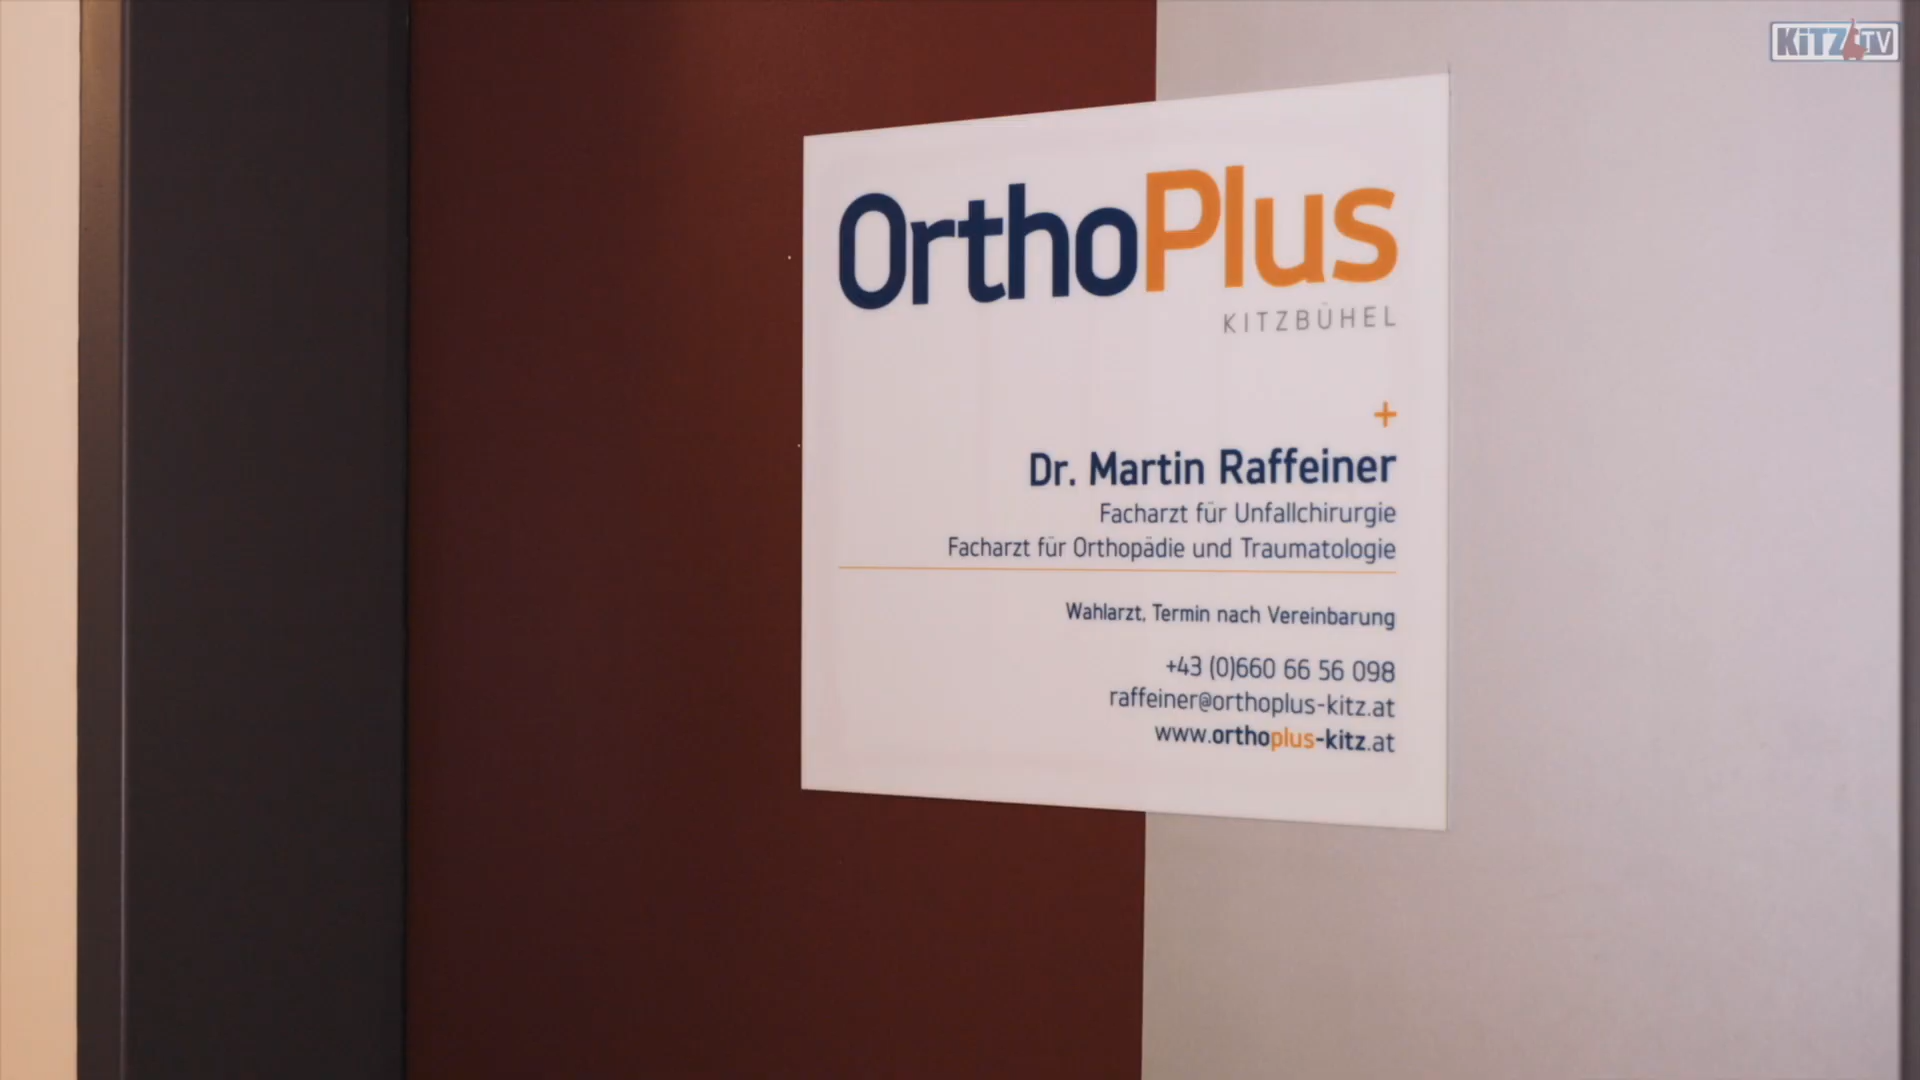 KiTZ TV
OrthoPlus
KITZBÜHEL
+
Dr. Martin Raffeiner
Facharzt für Unfallchirurgie
Facharzt für Orthopädie und Traumatologie
Wahlarzt, Termin nach Vereinbarung
+43 (0)660 66 56 098
raffeiner@orthoplus-kitz.at
www.orthoplus-kitz.at